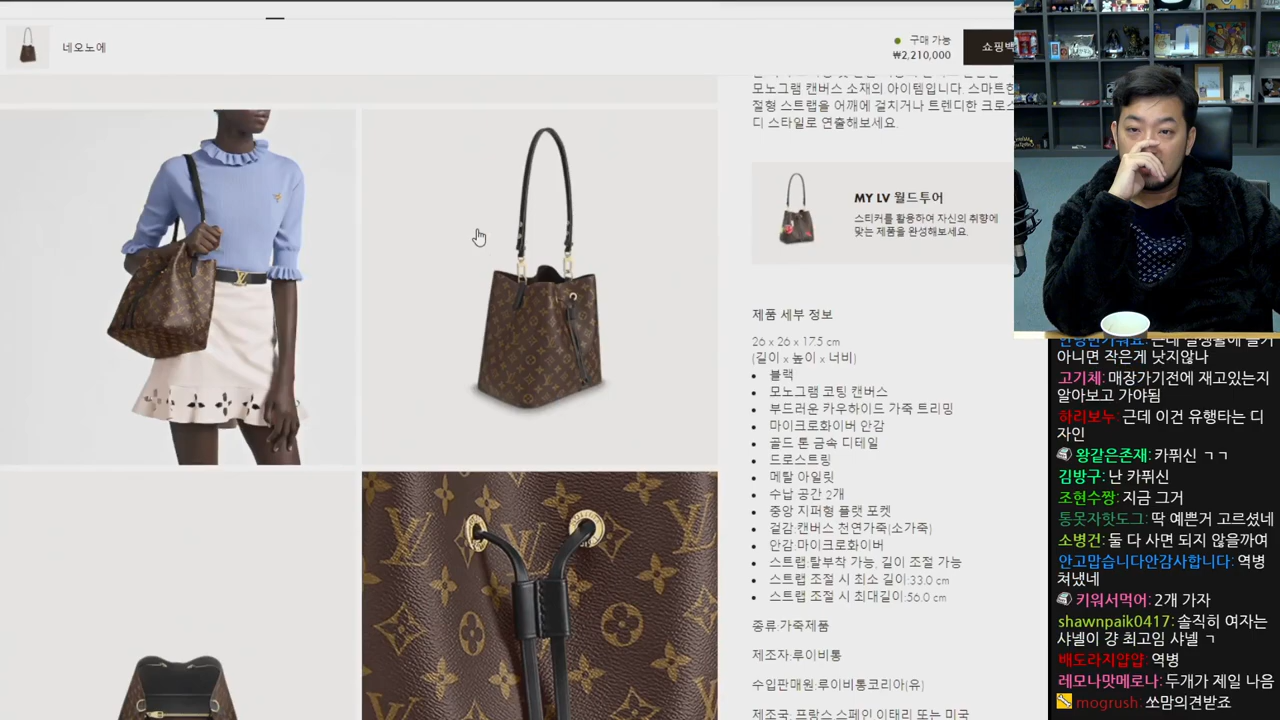 네오노에
구매 가능
₩2,210,000
쇼핑백
모노그램 캔버스 소재의 아이템입니다. 스마트한
절형 스트랩을 어깨에 걸치거나 트렌디한 크로스
디 스타일로 연출해보세요.
MY LV 월드투어
스티커를 활용하여 자신의 취향에
맞는 제품을 완성해보세요.
제품 세부 정보
26 x 26 x 17.5 cm
(길이 x 높이 x 너비)
블랙
모노그램 코팅 캔버스
부드러운 카우하이드 가죽 트리밍
마이크로화이버 안감
골드 톤 금속 디테일
드로스트링
메탈 아일릿
수납 공간 2개
중앙 지퍼형 플랫 포켓
겉감:캔버스 천연가죽(소가죽)
안감:마이크로화이버
스트랩:탈부착 가능, 길이 조절 가능
스트랩 조절 시 최소 길이:33.0 cm
스트랩 조절 시 최대길이:56.0 cm
종류:가죽제품
제조자:루이비통
수입판매원:루이비통코리아(유)
제조국: 프랑스 스페인 이태리 또는 미국
아니면 작은게 낫지않나
고기체: 매장가기전에 재고있는지
알아보고 가야됨
하리보누: 근데 이건 유행타는 디
자인
왕같은존재: 카퓌신 ㄱㄱ
김방구: 난 카퓌신
조현수짱: 지금 그거
통못자핫도그: 딱 예쁜거 고르셨네
소병건: 둘 다 사면 되지 않을까여
안고맙습니다안감사합니다: 역병
쳐냈네
키워서먹어: 2개 가자
shawnpaik0417: 솔직히 여자는
샤넬이 걍 최고임 샤넬 ㄱ
배도라지얍얍: 역병
레모나맛메로나: 두개가 제일 나음
mogrush: 쏘맘의견받죠